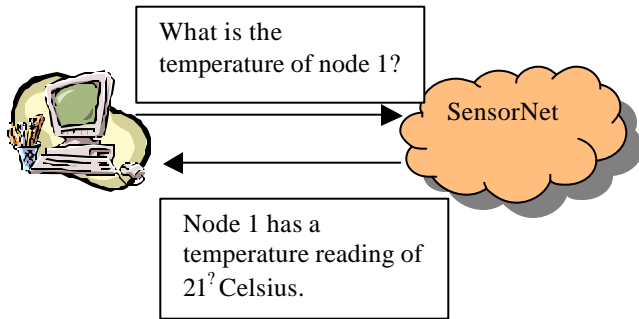 What is the
temperature of node 1?
SensorNet
Node 1 has a
temperature reading of
21? Celsius.